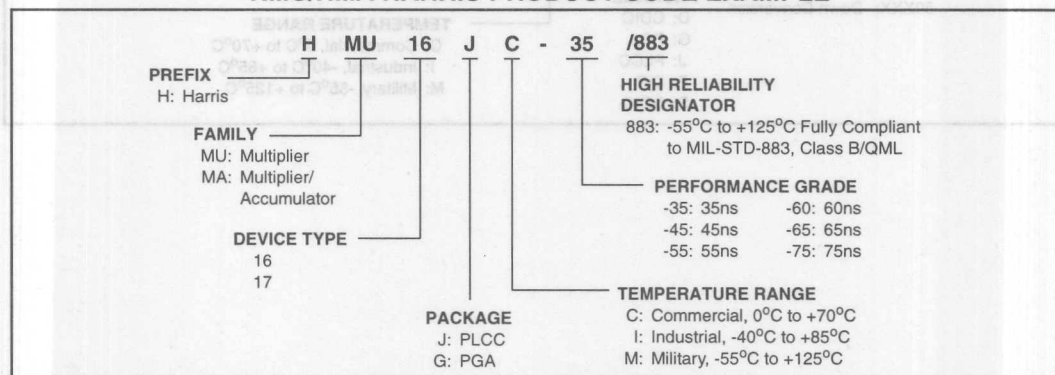 H MU 16 J C - 35 /883
PREFIX
H: Harris
FAMILY
MU: Multiplier
MA: Multiplier/
Accumulator
DEVICE TYPE
16
17
PACKAGE
J: PLCC
G: PGA
HIGH RELIABILITY
DESIGNATOR
883: -55°C to +125°C Fully Compliant
to MIL-STD-883, Class B/QML
PERFORMANCE GRADE
-35: 35ns -60: 60ns
-45: 45ns -65: 65ns
-55: 55ns -75: 75ns
TEMPERATURE RANGE
C: Commercial, 0°C to +70°C
I: Industrial, -40°C to +85°C
M: Military, -55°C to +125°C